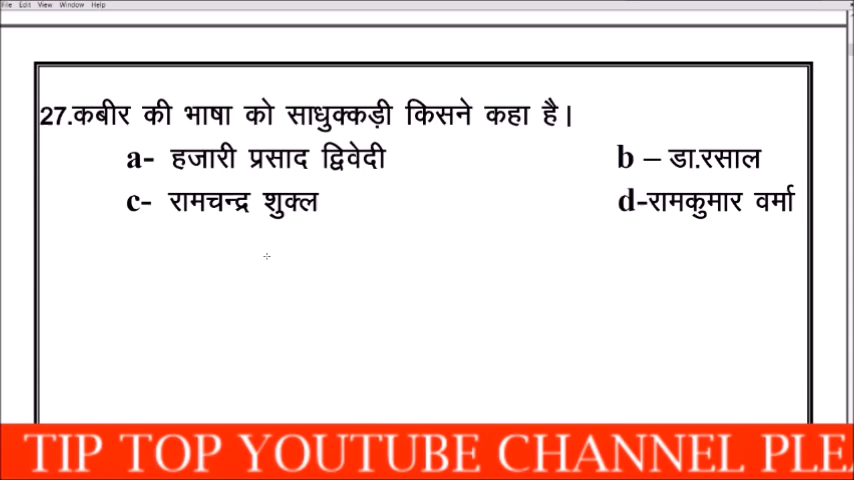 File Edit View Window Help
27.कबीर की भाषा को साधुक्कड़ी किसने कहा है।
a- हजारी प्रसाद द्विवेदी b – डा.रसाल
c- रामचन्द्र शुक्ल d-रामकुमार वर्मा
TIP TOP YOUTUBE CHANNEL PLEA